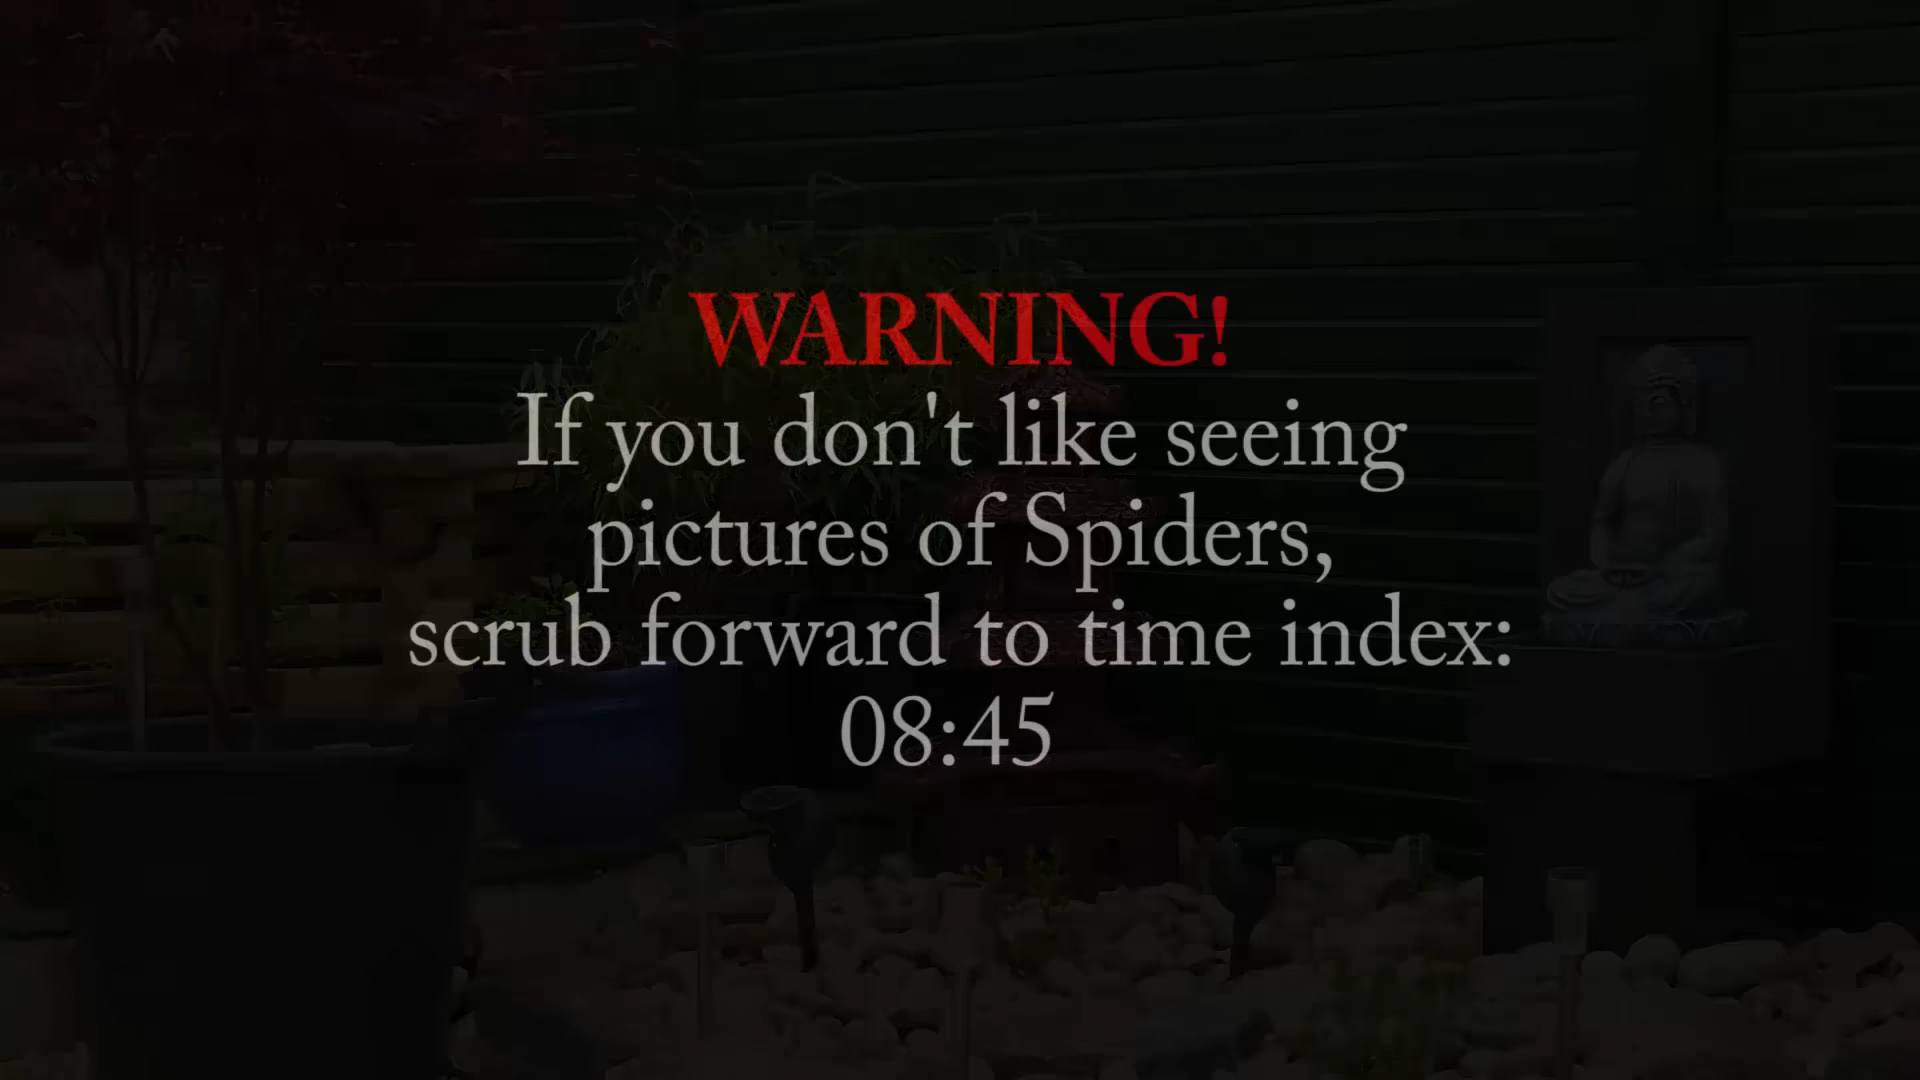 WARNING!
If you don't like seeing
pictures of Spiders,
scrub forward to time index:
08:45